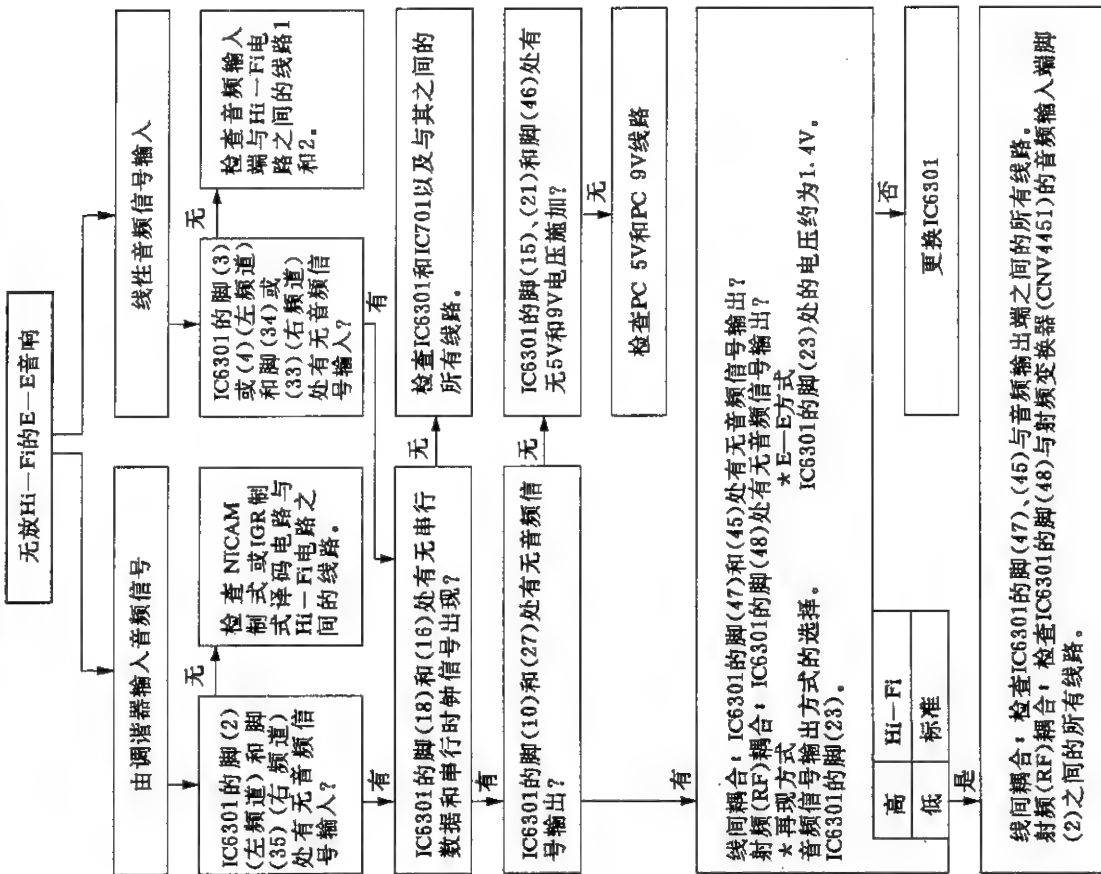 无放Hi—Fi的E—E音响
由调谐器输入音频信号
线性音频信号输入
IC6301的脚(2)
(左频道)和脚
(35)(右频道)
处有无音频信
号输入?
无
检查NICAM
制式或IGR制
式译码电路与
Hi—Fi电路之
间的线路。
IC6301的脚(3)
或(4)(左频道)
和脚(34)或
(33)(右频道)
处有无音频信
号输入?
无
检查音频输入
端与Hi—Fi电
路之间的线路1
和2。
有
有
IC6301的脚(18)和(16)处有无串行
数据和串行时钟信号出现?
无
检查IC6301和IC701以及与其之间的
所有线路。
有
IC6301的脚(10)和(27)处有无音频信
号输出?
无
IC6301的脚(15)、(21)和脚(46)处有
无5V和9V电压施加?
无
检查PC 5V和PC 9V线路
有
线间耦合:IC6301的脚(47)和(45)处有无音频信号输出?
射频(RF)耦合:IC6301的脚(48)处有无音频信号输出?
*再现方式 *E—E方式
音频信号输出方式的选择。 IC6301的脚(23)处的电压约为1.4V。
IC6301的脚(23)。
高 Hi—Fi
低 标准
否
更换IC6301
是
线间耦合:检查IC6301的脚(47)、(45)与音频输出端之间的所有线路。
射频(RF)耦合:检查IC6301的脚(48)与射频变换器(CNV4451)的音频输入端脚
(2)之间的所有线路。